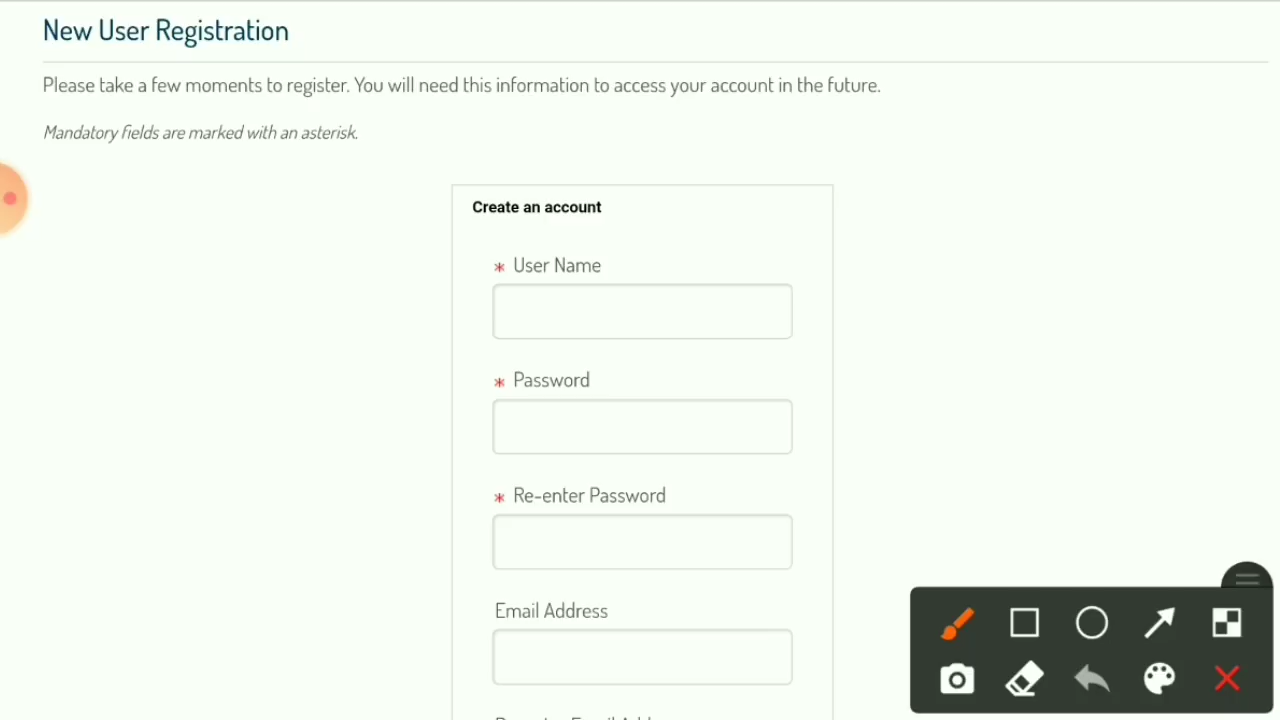 New User Registration
Please take a few moments to register. You will need this information to access your account in the future.
Mandatory fields are marked with an asterisk.
Create an account
* User Name
* Password
* Re-enter Password
Email Address